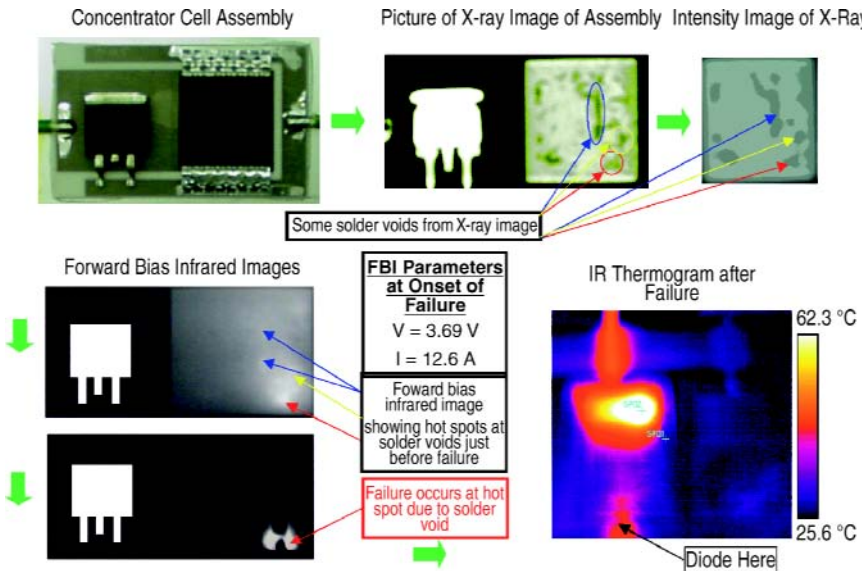 Concentrator Cell Assembly
Picture of X-ray Image of Assembly
Intensity Image of X-Ray
Some solder voids from X-ray image
Forward Bias Infrared Images
FBI Parameters
at Onset of
Failure
V = 3.69 V
I = 12.6 A
Foward bias
infrared image
showing hot spots at
solder voids just
before failure
Failure occurs at hot
spot due to solder
void
IR Thermogram after
Failure
62.3 °C
25.6 °C
Diode Here